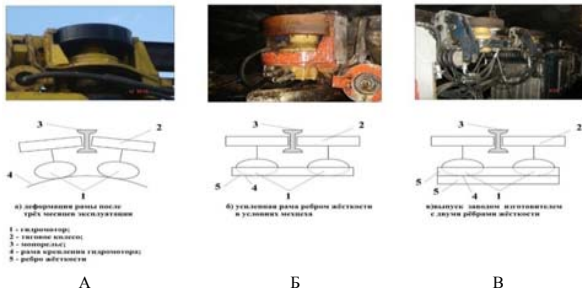 3
2
4
1
3
2
5
4
1
3
2
5
4
5
1
а) деформация рамы после
трёх месяцев эксплуатации
б) усиленная рама ребром жёсткости
в условиях мехцеха
в)выпуск заводом изготовителем
с двумя рёбрами жёсткости
1 - гидромотор;
2 - тяговое колесо;
3 - монорельс;
4 - рама крепления гидромотора;
5 - ребро жёсткости
А
Б
В